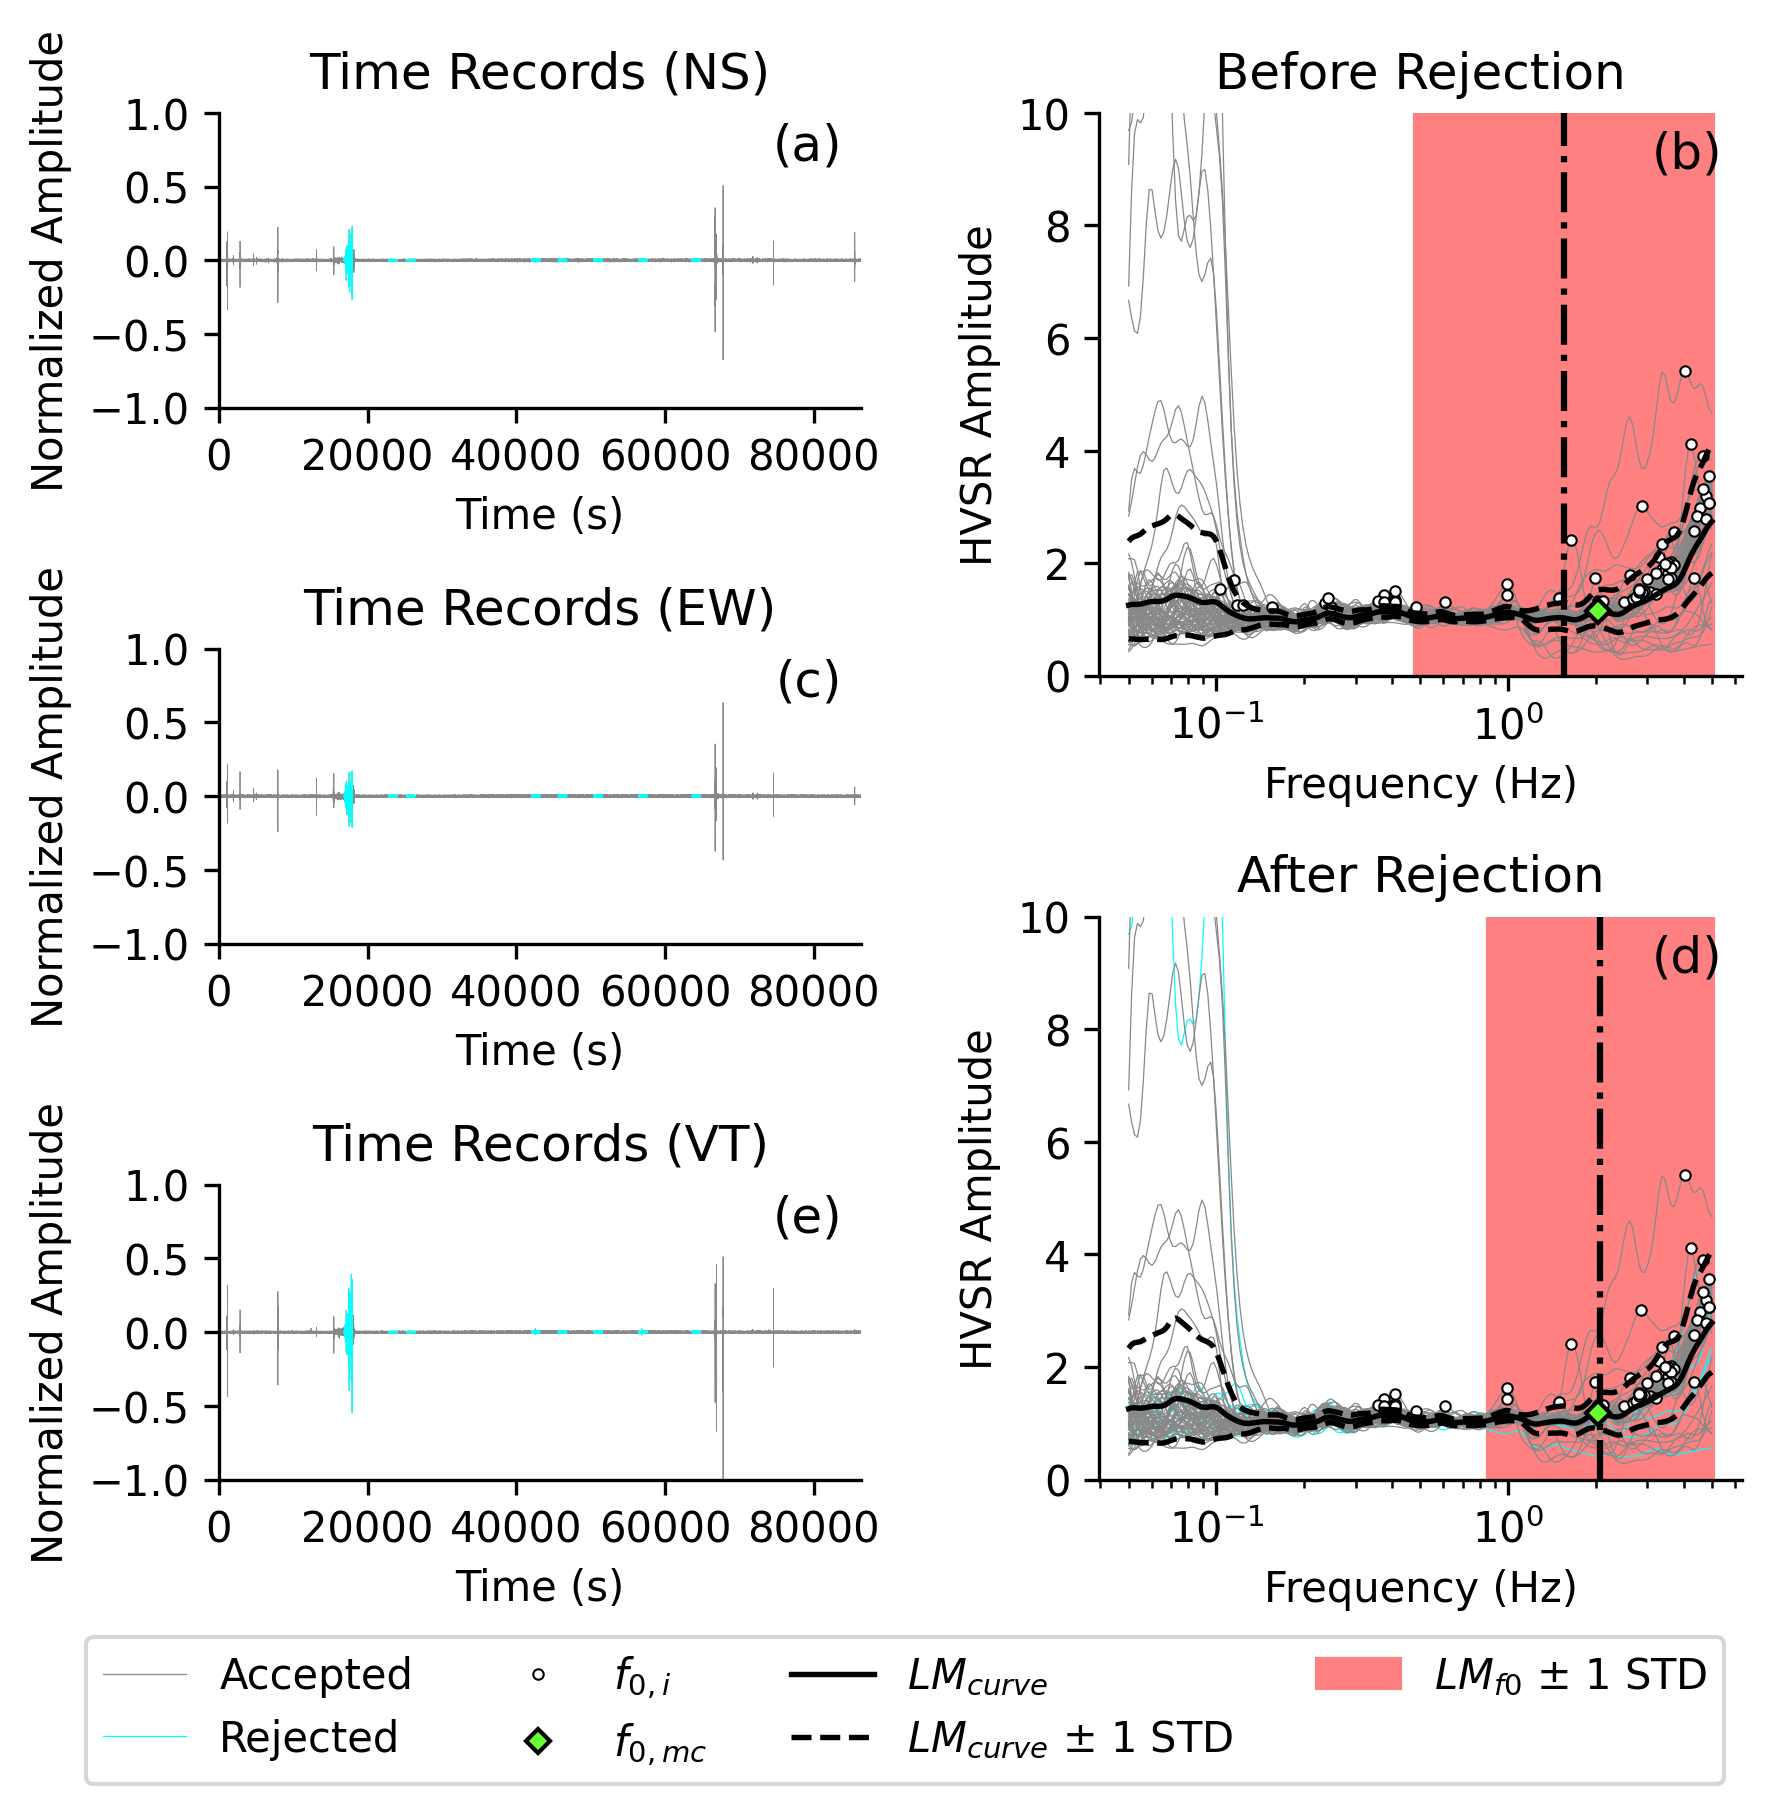 Time Records (NS)
Normalized Amplitude
1.0
0.5
0.0
−0.5
−1.0
(a)
0 20000 40000 60000 80000
Time (s)
Before Rejection
HVSR Amplitude
10
8
6
4
2
0
(b)
10⁻¹ 10⁰
Frequency (Hz)
Time Records (EW)
Normalized Amplitude
1.0
0.5
0.0
−0.5
−1.0
(c)
0 20000 40000 60000 80000
Time (s)
After Rejection
HVSR Amplitude
10
8
6
4
2
0
(d)
10⁻¹ 10⁰
Frequency (Hz)
Time Records (VT)
Normalized Amplitude
1.0
0.5
0.0
−0.5
−1.0
(e)
0 20000 40000 60000 80000
Time (s)
Accepted
Rejected
f0,i
f0,mc
LMcurve
LMcurve ± 1 STD
LMf0 ± 1 STD